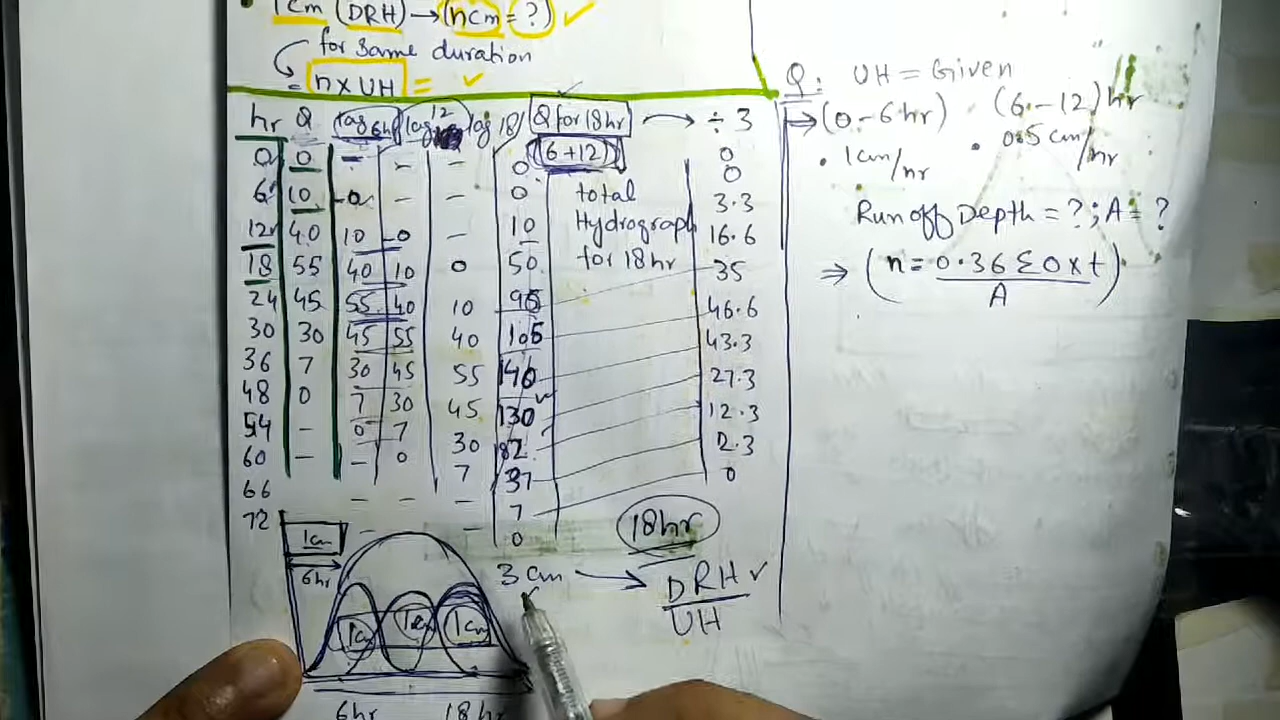 1cm (DRH) → (ncm = ?) ✓
for same duration
= n x UH = ✓
hr Q lag 6hr lag 12 lag 18 Q for 18hr → ÷ 3
(6+12)
0 0 - - - 0 0
6 10 0 - - 0 total 0
12 40 10 0 - 10 Hydrograph 3.3
18 55 40 10 0 50 for 18hr 16.6
24 45 55 40 10 95 35
30 30 45 55 40 105 46.6
36 7 30 45 55 140 43.3
48 0 7 30 45 130 27.3
54 - 0 7 30 82 12.3
60 - - 0 7 37 2.3
66 - - - 7 0
72 - - 0
1cm
6hr
1cm 1cm 1cm
6hr 18hr
18hr
3 cm → DRH ✓
UH
Q: UH = Given
⇒ (0-6hr) • (6-12) hr
• 1cm/hr • 0.5 cm/hr
Run off Depth = ? ; A = ?
⇒ (n = 0.36 ΣO x t)
A